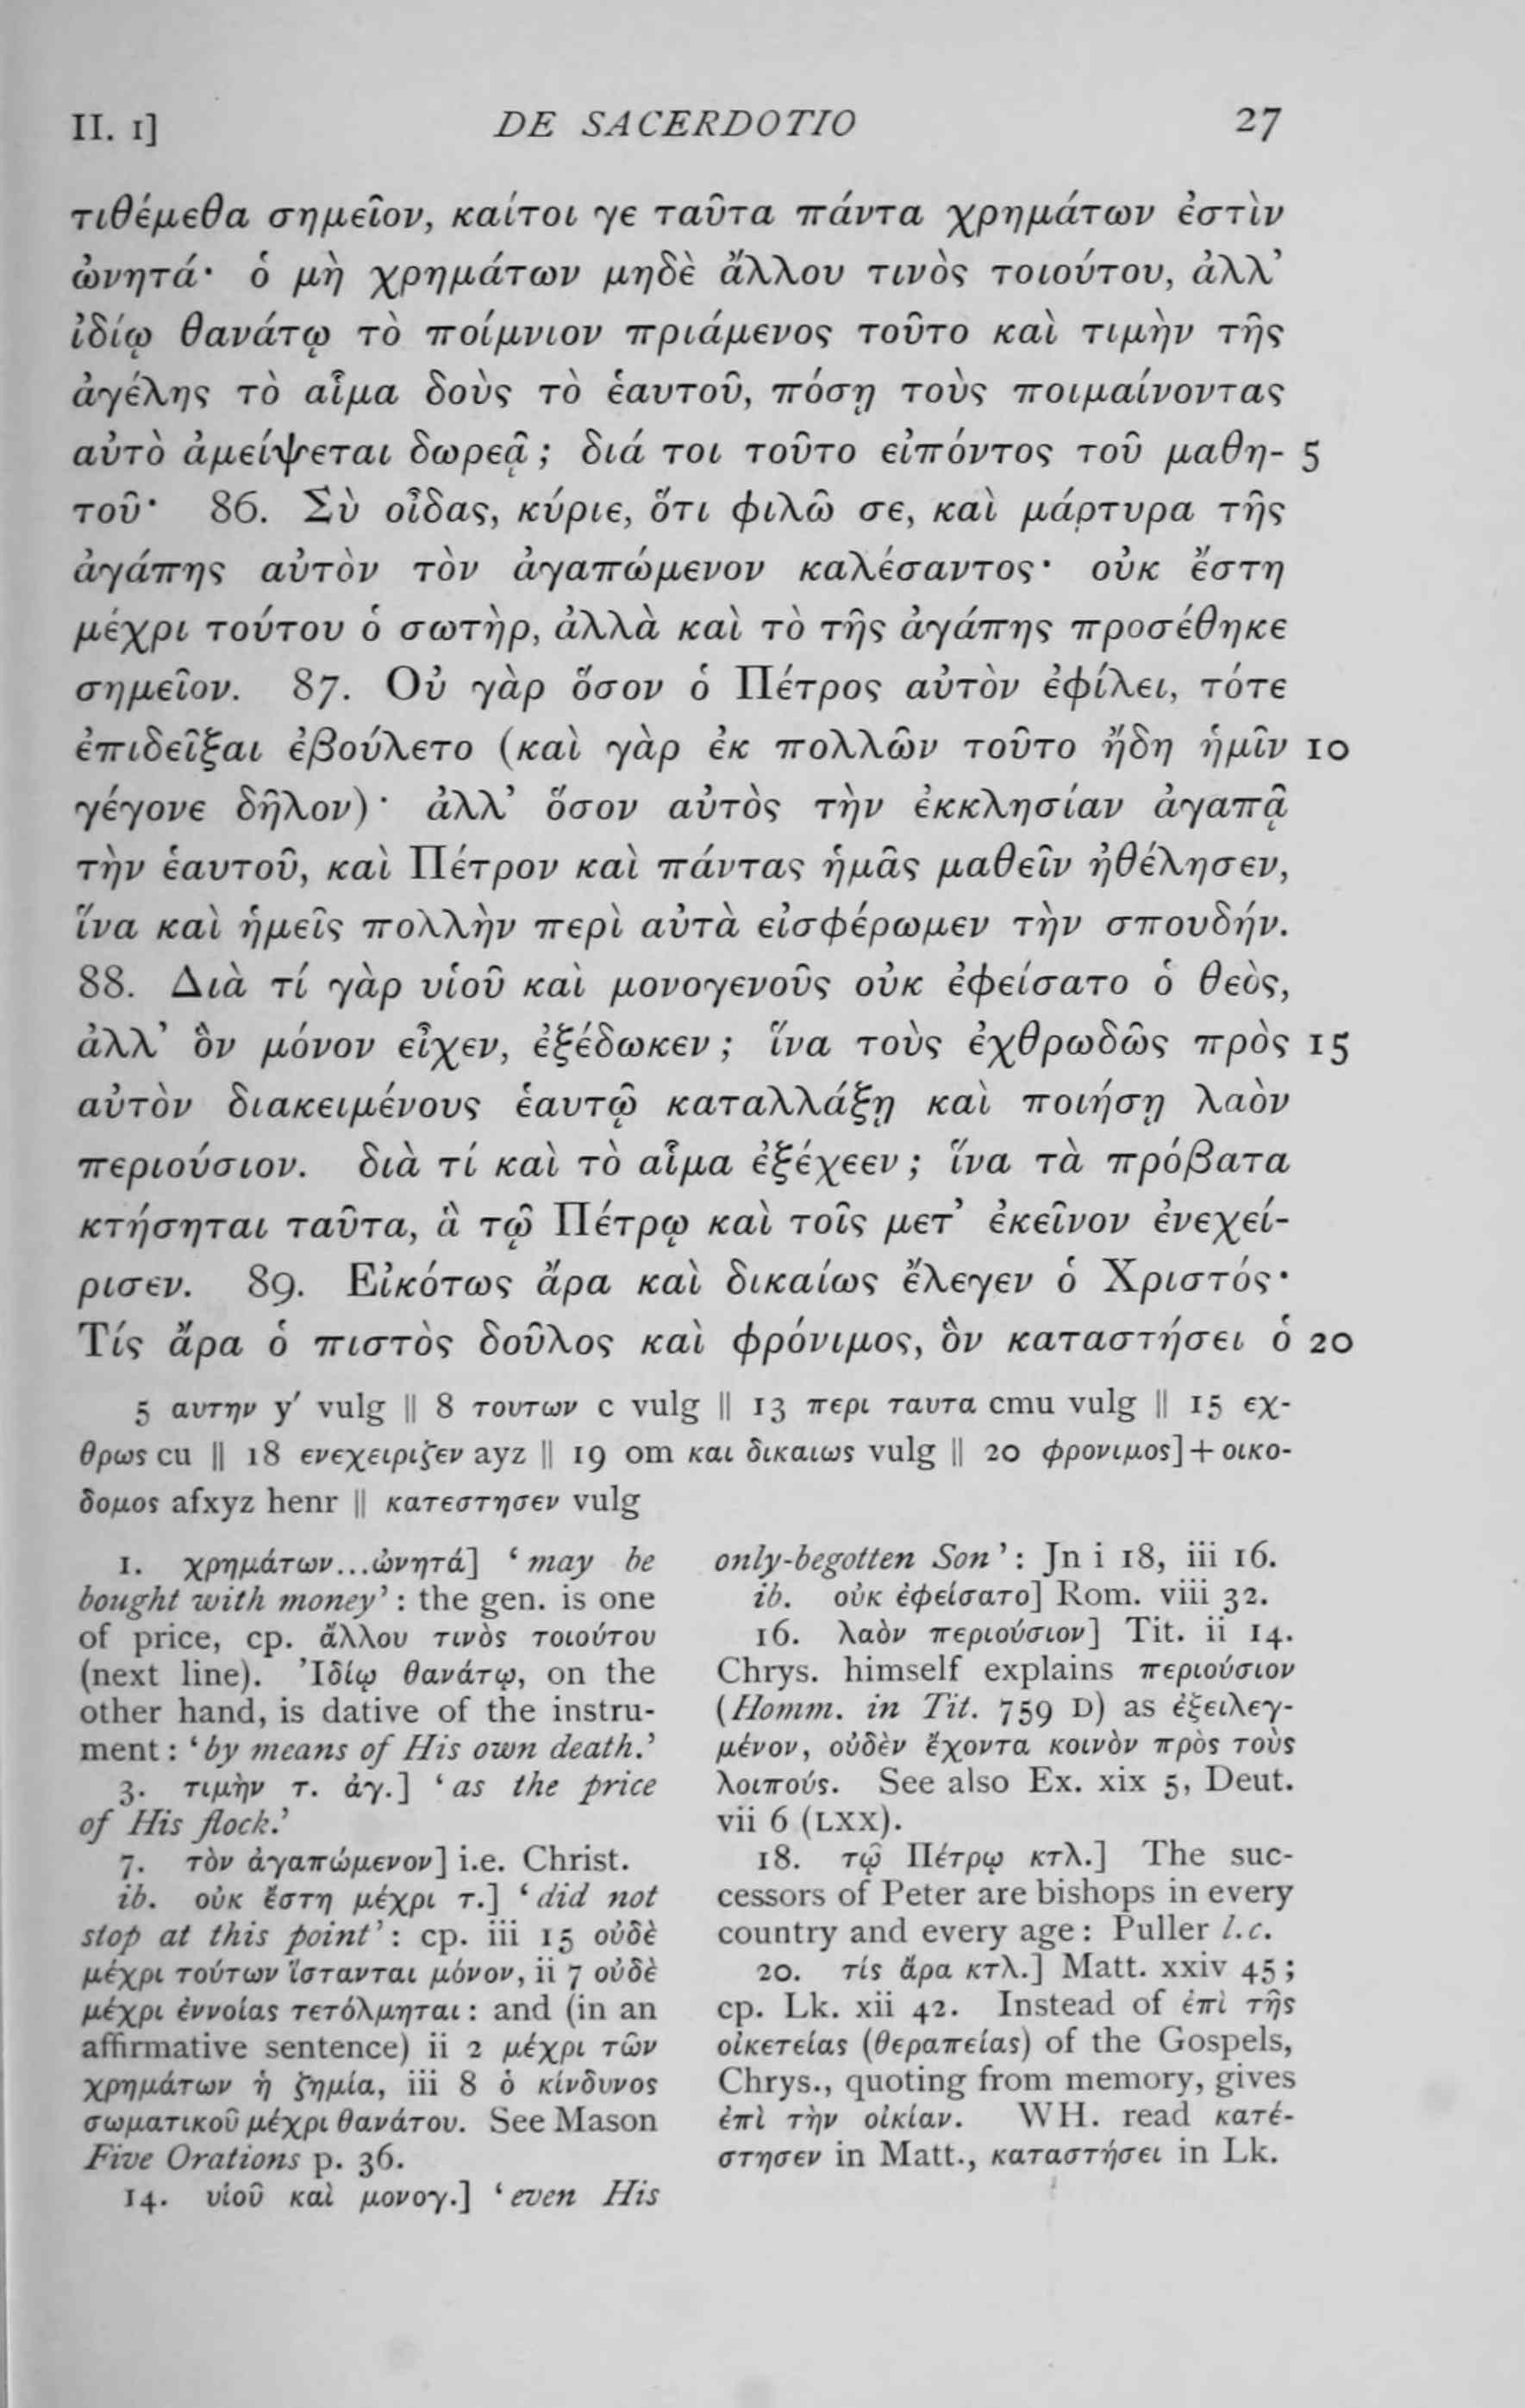 II. 1] DE SACERDOTIO 27
τιθέμεθα σημεῖον, καίτοι γε ταῦτα πάντα χρημάτων ἐστὶν
ὠνητά· ὁ μὴ χρημάτων μηδὲ ἄλλου τινὸς τοιούτου, ἀλλ’
ἰδίῳ θανάτῳ τὸ ποίμνιον πριάμενος τοῦτο καὶ τιμὴν τῆς
ἀγέλης τὸ αἷμα δοὺς τὸ ἑαυτοῦ, πόσῃ τοὺς ποιμαίνοντας
αὐτὸ ἀμείψεται δωρεᾷ; διά τοι τοῦτο εἰπόντος τοῦ μαθη- 5
τοῦ· 86. Σὺ οἶδας, κύριε, ὅτι φιλῶ σε, καὶ μάρτυρα τῆς
ἀγάπης αὐτὸν τὸν ἀγαπώμενον καλέσαντος· οὐκ ἔστη
μέχρι τούτου ὁ σωτὴρ, ἀλλὰ καὶ τὸ τῆς ἀγάπης προσέθηκε
σημεῖον. 87. Οὐ γὰρ ὅσον ὁ Πέτρος αὐτὸν ἐφίλει, τότε
ἐπιδεῖξαι ἐβούλετο (καὶ γὰρ ἐκ πολλῶν τοῦτο ἤδη ἡμῖν 10
γέγονε δῆλον)· ἀλλ’ ὅσον αὐτὸς τὴν ἐκκλησίαν ἀγαπᾷ
τὴν ἑαυτοῦ, καὶ Πέτρον καὶ πάντας ἡμᾶς μαθεῖν ἠθέλησεν,
ἵνα καὶ ἡμεῖς πολλὴν περὶ αὐτὰ εἰσφέρωμεν τὴν σπουδήν.
88. Διὰ τί γὰρ υἱοῦ καὶ μονογενοῦς οὐκ ἐφείσατο ὁ θεὸς,
ἀλλ’ ὃν μόνον εἶχεν, ἐξέδωκεν; ἵνα τοὺς ἐχθρωδῶς πρὸς 15
αὐτὸν διακειμένους ἑαυτῷ καταλλάξῃ καὶ ποιήσῃ λαὸν
περιούσιον. διὰ τί καὶ τὸ αἷμα ἐξέχεεν; ἵνα τὰ πρόβατα
κτήσηται ταῦτα, ἃ τῷ Πέτρῳ καὶ τοῖς μετ’ ἐκεῖνον ἐνεχεί-
ρισεν. 89. Εἰκότως ἄρα καὶ δικαίως ἔλεγεν ὁ Χριστός·
Τίς ἄρα ὁ πιστὸς δοῦλος καὶ φρόνιμος, ὃν καταστήσει ὁ 20
5 αυτην y′ vulg || 8 τουτων c vulg || 13 περι ταυτα cmu vulg || 15 εχ-
θρως cu || 18 ενεχειριζεν ayz || 19 om και δικαιως vulg || 20 φρονιμος] + οικο-
δομος afxyz henr || κατεστησεν vulg
1. χρημάτων...ὠνητά] ‘may be
bought with money’: the gen. is one
of price, cp. ἄλλου τινὸς τοιούτου
(next line). Ἰδίῳ θανάτῳ, on the
other hand, is dative of the instru-
ment: ‘by means of His own death.’
3. τιμὴν τ. ἀγ.] ‘as the price
of His flock.’
7. τὸν ἀγαπώμενον] i.e. Christ.
ib. οὐκ ἔστη μέχρι τ.] ‘did not
stop at this point’: cp. iii 15 οὐδὲ
μέχρι τούτων ἵστανται μόνον, ii 7 οὐδὲ
μέχρι ἐννοίας τετόλμηται: and (in an
affirmative sentence) ii 2 μέχρι τῶν
χρημάτων ἡ ζημία, iii 8 ὁ κίνδυνος
σωματικοῦ μέχρι θανάτου. See Mason
Five Orations p. 36.
14. υἱοῦ καὶ μονογ.] ‘even His
only-begotten Son’: Jn i 18, iii 16.
ib. οὐκ ἐφείσατο] Rom. viii 32.
16. λαὸν περιούσιον] Tit. ii 14.
Chrys. himself explains περιούσιον
(Homm. in Tit. 759 D) as ἐξειλεγ-
μένον, οὐδὲν ἔχοντα κοινὸν πρὸς τοὺς
λοιπούς. See also Ex. xix 5, Deut.
vii 6 (LXX).
18. τῷ Πέτρῳ κτλ.] The suc-
cessors of Peter are bishops in every
country and every age: Puller l.c.
20. τίς ἄρα κτλ.] Matt. xxiv 45;
cp. Lk. xii 42. Instead of ἐπὶ τῆς
οἰκετείας (θεραπείας) of the Gospels,
Chrys., quoting from memory, gives
ἐπὶ τὴν οἰκίαν. WH. read κατέ-
στησεν in Matt., καταστήσει in Lk.